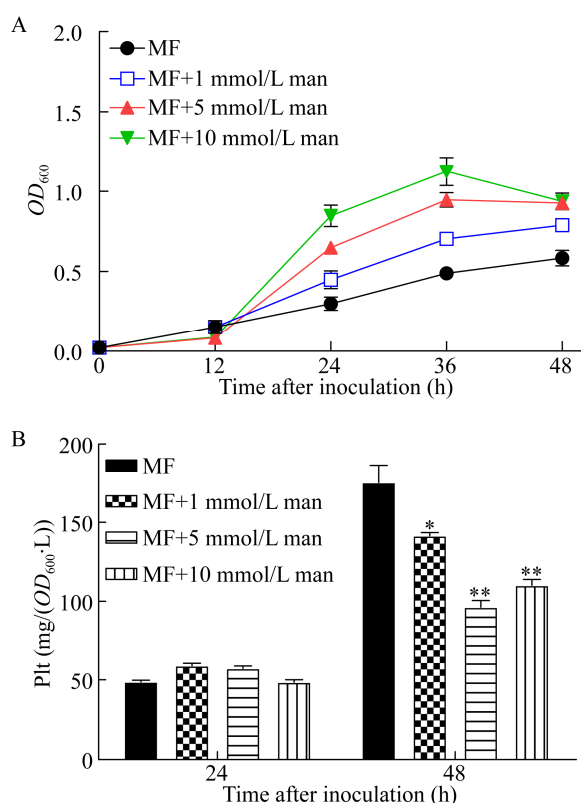 A
2.0
MF
MF+1 mmol/L man
MF+5 mmol/L man
MF+10 mmol/L man
1.5
OD600
1.0
0.5
0.0
0 12 24 36 48
Time after inoculation (h)
B
200
MF
MF+1 mmol/L man
MF+5 mmol/L man
MF+10 mmol/L man
150
*
** **
Plt (mg/(OD600·L))
100
50
0
24 48
Time after inoculation (h)